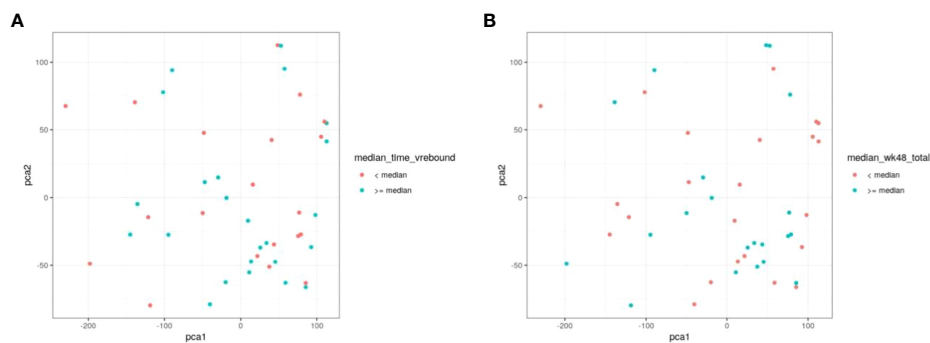 A
100
50
0
-50
pca2
-200
-100
0
100
pca1
median_time_vrebound
< median
>= median
B
100
50
0
-50
pca2
-200
-100
0
100
pca1
median_wk48_total
< median
>= median